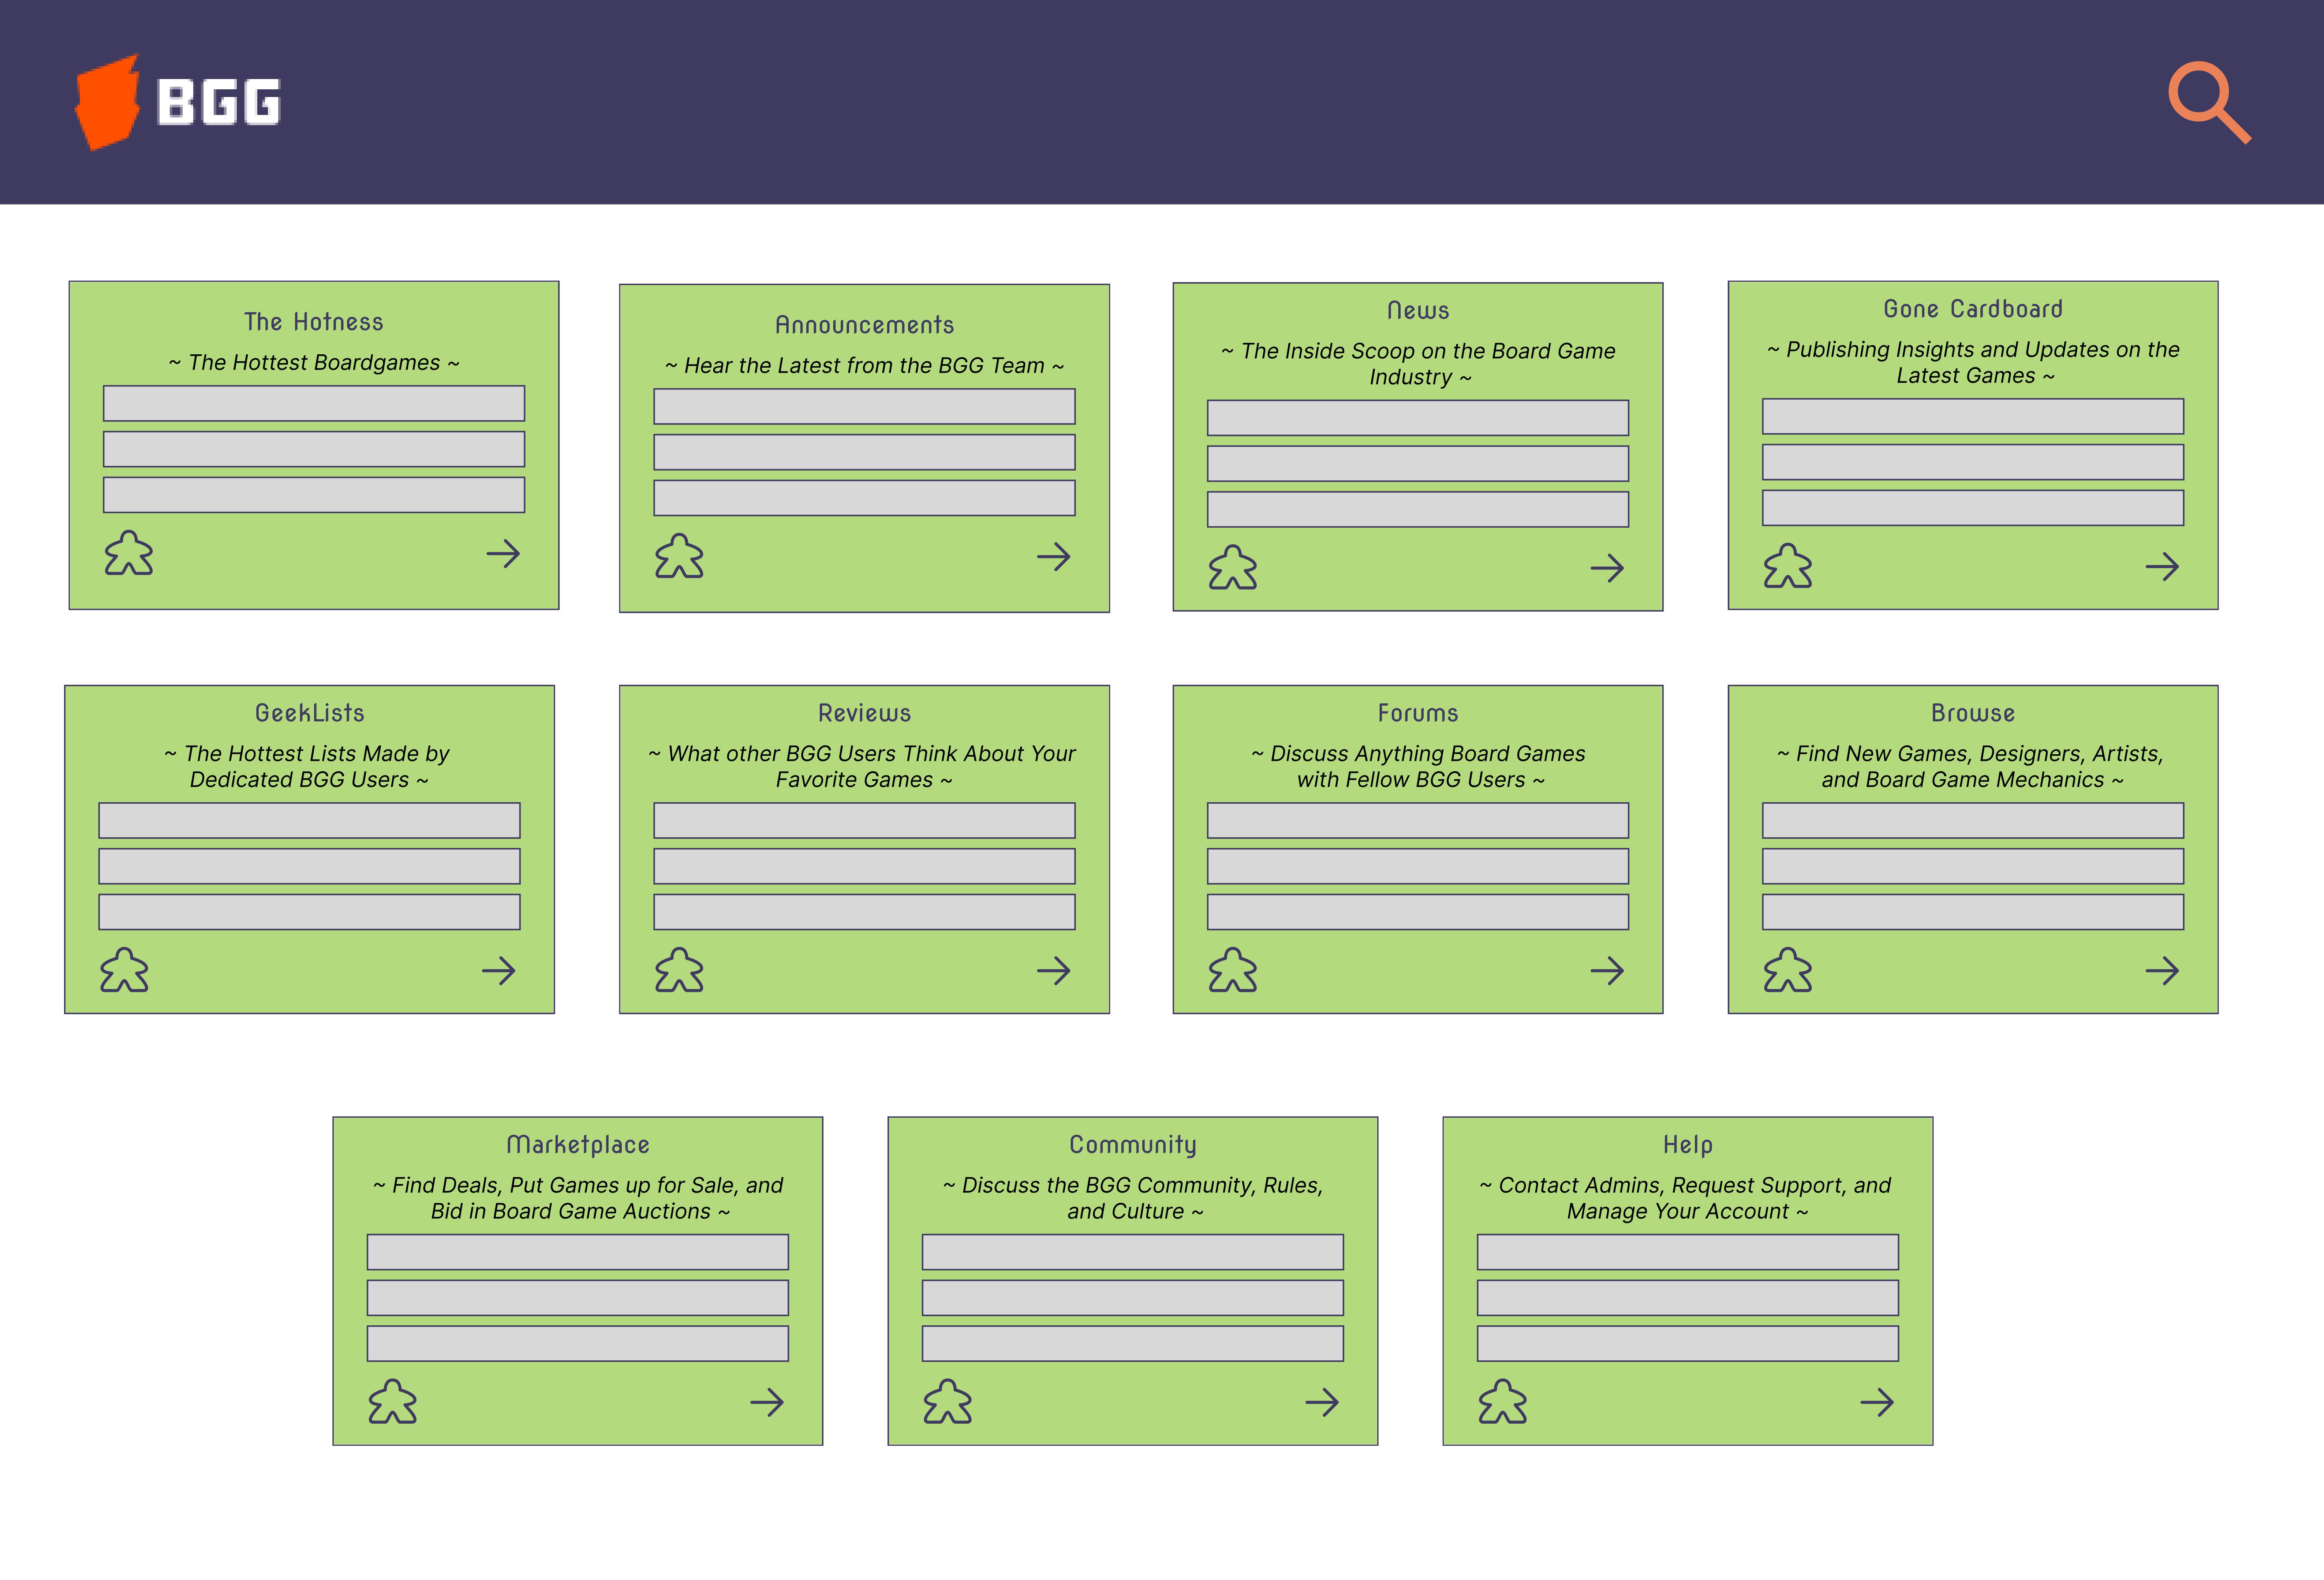 BGG
The Hotness
~ The Hottest Boardgames ~
Announcements
~ Hear the Latest from the BGG Team ~
News
~ The Inside Scoop on the Board Game
Industry ~
Gone Cardboard
~ Publishing Insights and Updates on the
Latest Games ~
GeekLists
~ The Hottest Lists Made by
Dedicated BGG Users ~
Reviews
~ What other BGG Users Think About Your
Favorite Games ~
Forums
~ Discuss Anything Board Games
with Fellow BGG Users ~
Browse
~ Find New Games, Designers, Artists,
and Board Game Mechanics ~
Marketplace
~ Find Deals, Put Games up for Sale, and
Bid in Board Game Auctions ~
Community
~ Discuss the BGG Community, Rules,
and Culture ~
Help
~ Contact Admins, Request Support, and
Manage Your Account ~